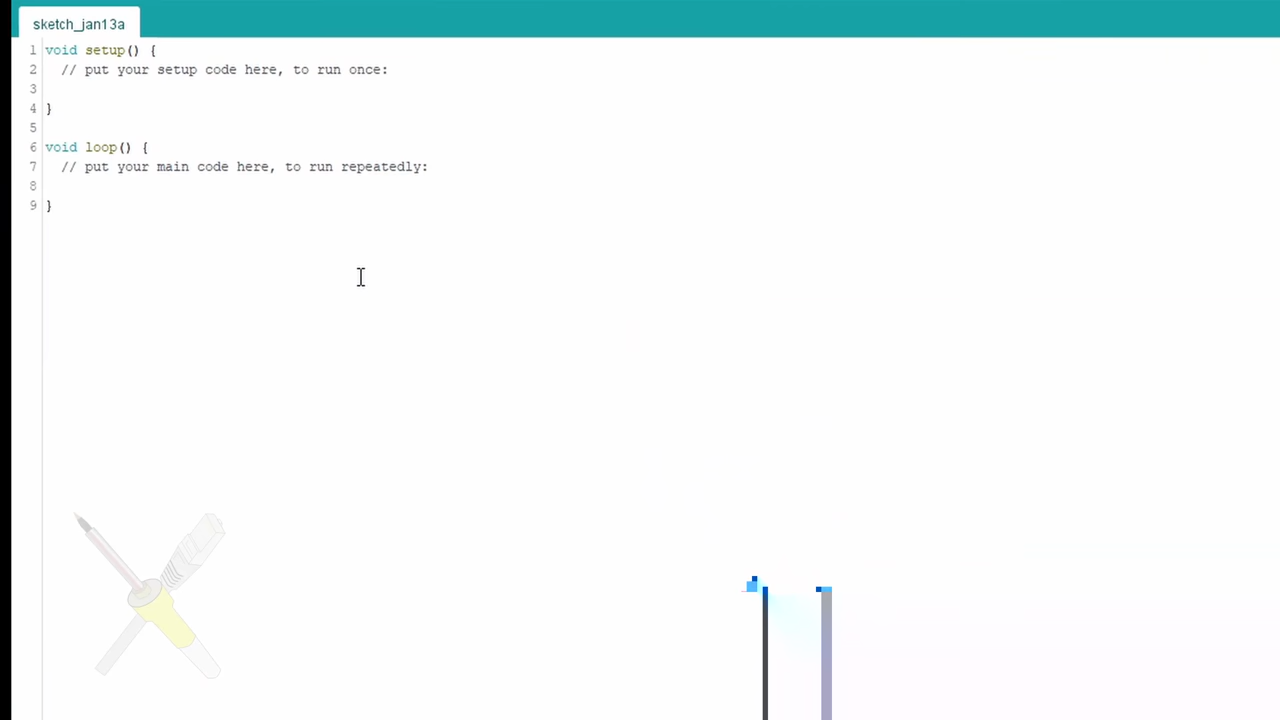 sketch_jan13a
1 void setup() {
2   // put your setup code here, to run once:
3
4 }
5
6 void loop() {
7   // put your main code here, to run repeatedly:
8
9 }